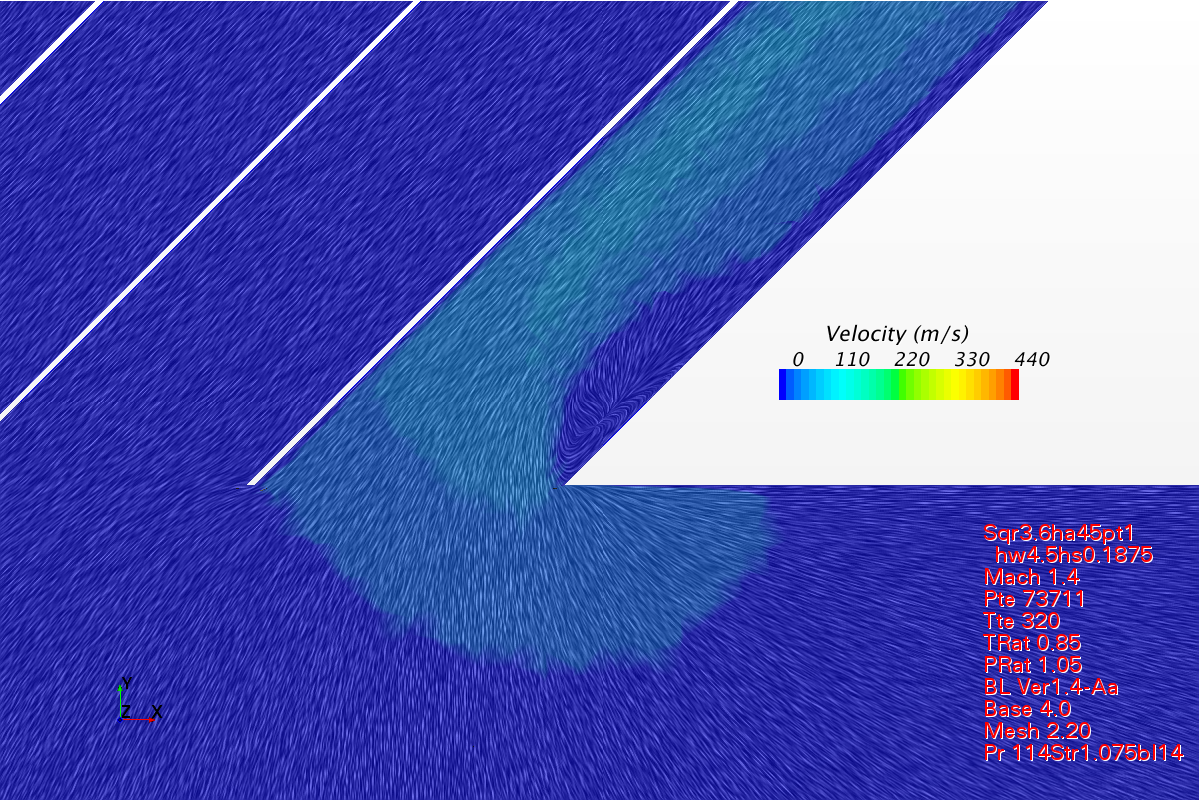 Velocity (m/s)
0 110 220 330 440
Sqr3.6ha45pt1
hw4.5hs0.1875
Mach 1.4
Pte 73711
Tte 320
TRat 0.85
PRat 1.05
BL Ver1.4-Aa
Base 4.0
Mesh 2.20
Pr 114Str1.075bl14
Y
Z X